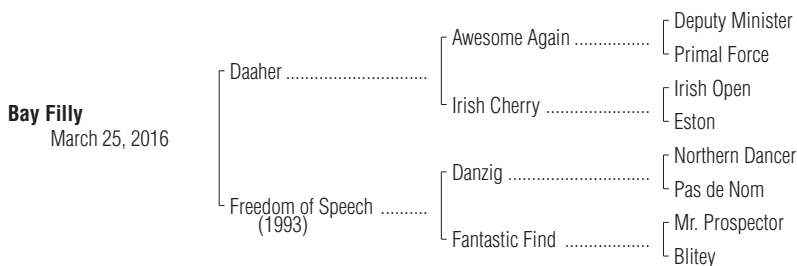 Deputy Minister
Awesome Again ................
Primal Force
Daaher ............................
Irish Open
Irish Cherry ....................
Eston
Bay Filly
March 25, 2016
Northern Dancer
Danzig ............................
Pas de Nom
Freedom of Speech ..........
(1993)
Mr. Prospector
Fantastic Find ................
Blitey